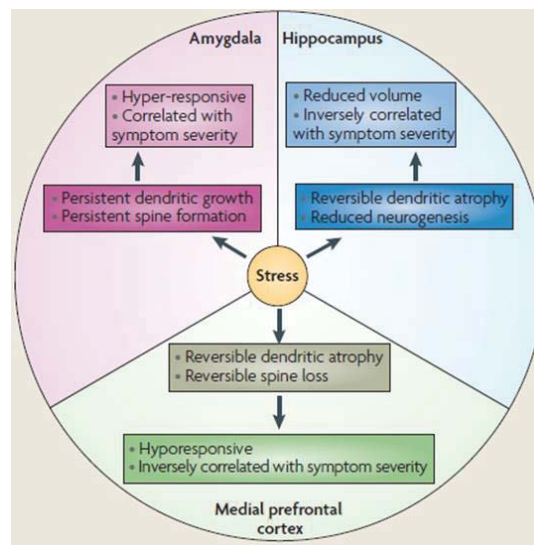 Amygdala
Hippocampus
• Hyper-responsive
• Correlated with
symptom severity
• Reduced volume
• Inversely correlated
with symptom severity
• Persistent dendritic growth
• Persistent spine formation
• Reversible dendritic atrophy
• Reduced neurogenesis
Stress
• Reversible dendritic atrophy
• Reversible spine loss
• Hyporesponsive
• Inversely correlated with symptom severity
Medial prefrontal
cortex